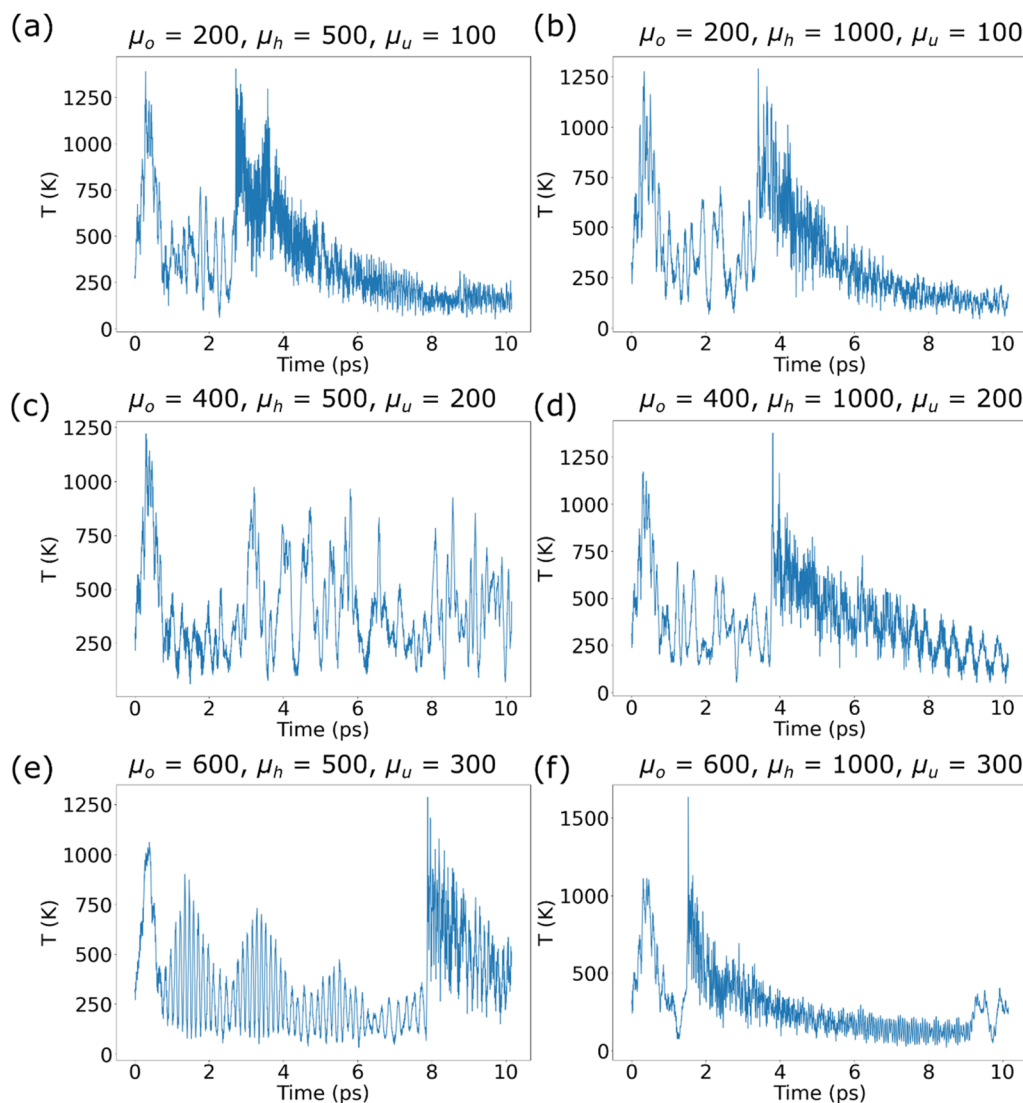 (a)
μo = 200, μh = 500, μu = 100
1250
1000
750
500
250
0
T (K)
0 2 4 6 8 10
Time (ps)
(b)
μo = 200, μh = 1000, μu = 100
1250
1000
750
500
250
0
T (K)
0 2 4 6 8 10
Time (ps)
(c)
μo = 400, μh = 500, μu = 200
1250
1000
750
500
250
T (K)
0 2 4 6 8 10
Time (ps)
(d)
μo = 400, μh = 1000, μu = 200
1250
1000
750
500
250
0
T (K)
0 2 4 6 8 10
Time (ps)
(e)
μo = 600, μh = 500, μu = 300
1250
1000
750
500
250
0
T (K)
0 2 4 6 8 10
Time (ps)
(f)
μo = 600, μh = 1000, μu = 300
1500
1000
500
0
T (K)
0 2 4 6 8 10
Time (ps)